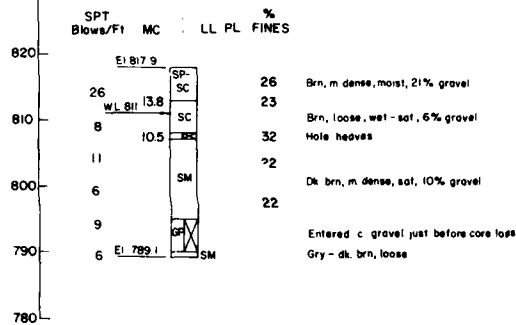 SPT % 
Blows/Ft MC LL PL FINES
820
El 817.9
SP-
SC 26 Brn, m dense, moist, 21% gravel
26 13.8 23
WL 811
810 SC Brn, loose, wet - sat, 6% gravel
8 10.5 32 Hole heaves
11 22
800 SM Dk brn, m. dense, sat, 10% gravel
6 22
9 GP Entered c gravel just before core loss
790 El 789.1 Gry - dk. brn, loose
6 SM
780